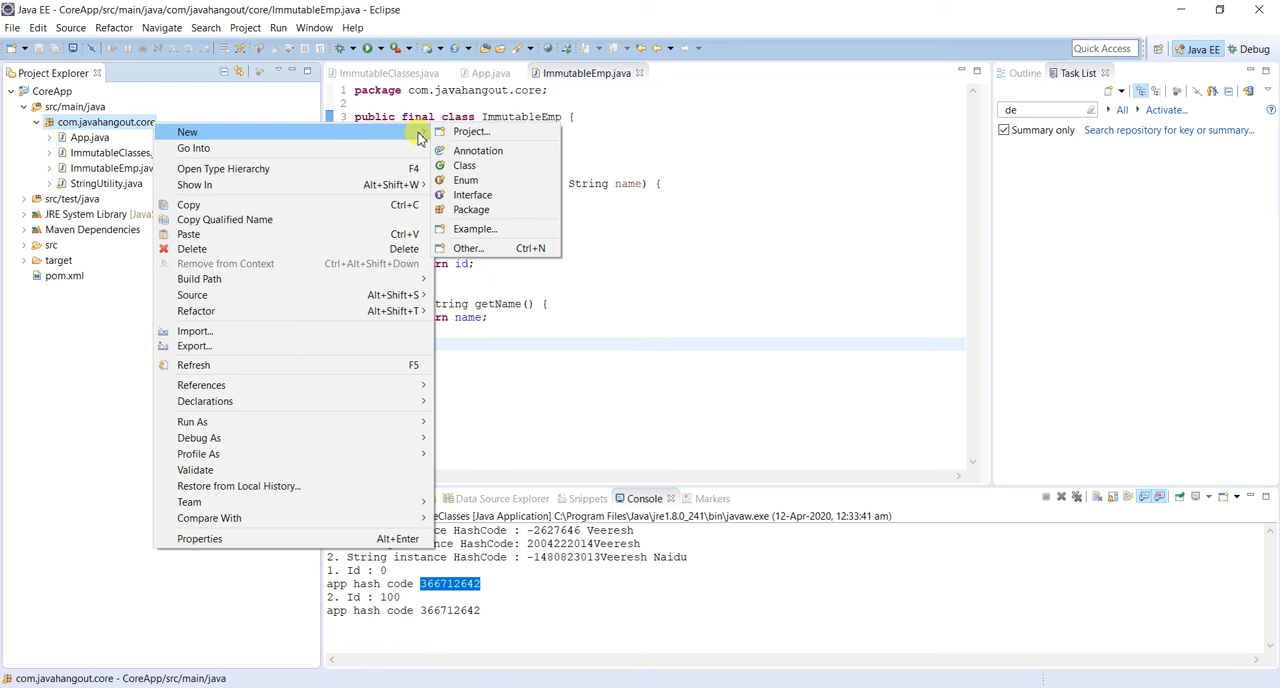 Java EE - CoreApp/src/main/java/com/javahangout/core/ImmutableEmp.java - Eclipse
File Edit Source Refactor Navigate Search Project Run Window Help
Quick Access Java EE Debug
Project Explorer
CoreApp
src/main/java
com.javahangout.core
App.java
ImmutableClasses.
ImmutableEmp.jav
StringUtility.java
src/test/java
JRE System Library [Java
Maven Dependencies
src
target
pom.xml
New
Go Into
Open Type Hierarchy F4
Show In Alt+Shift+W
Copy Ctrl+C
Copy Qualified Name
Paste Ctrl+V
Delete Delete
Remove from Context Ctrl+Alt+Shift+Down
Build Path
Source Alt+Shift+S
Refactor Alt+Shift+T
Import...
Export...
Refresh F5
References
Declarations
Run As
Debug As
Profile As
Validate
Restore from Local History...
Team
Compare With
Properties Alt+Enter
Project...
Annotation
Class
Enum
Interface
Package
Example...
Other... Ctrl+N
ImmutableClasses.java App.java ImmutableEmp.java
1 package com.javahangout.core;
2
3 public final class ImmutableEmp {
String name) {
rn id;
tring getName() {
rn name;
Outline Task List
de All Activate...
Summary only Search repository for key or summary...
Data Source Explorer Snippets Console Markers
eClasses [Java Application] C:\Program Files\Java\jre1.8.0_241\bin\javaw.exe (12-Apr-2020, 12:33:41 am)
ce HashCode : -2627646 Veeresh
nce HashCode: 2004222014Veeresh
2. String instance HashCode : -1480823013Veeresh Naidu
1. Id : 0
app hash code 366712642
2. Id : 100
app hash code 366712642
com.javahangout.core - CoreApp/src/main/java